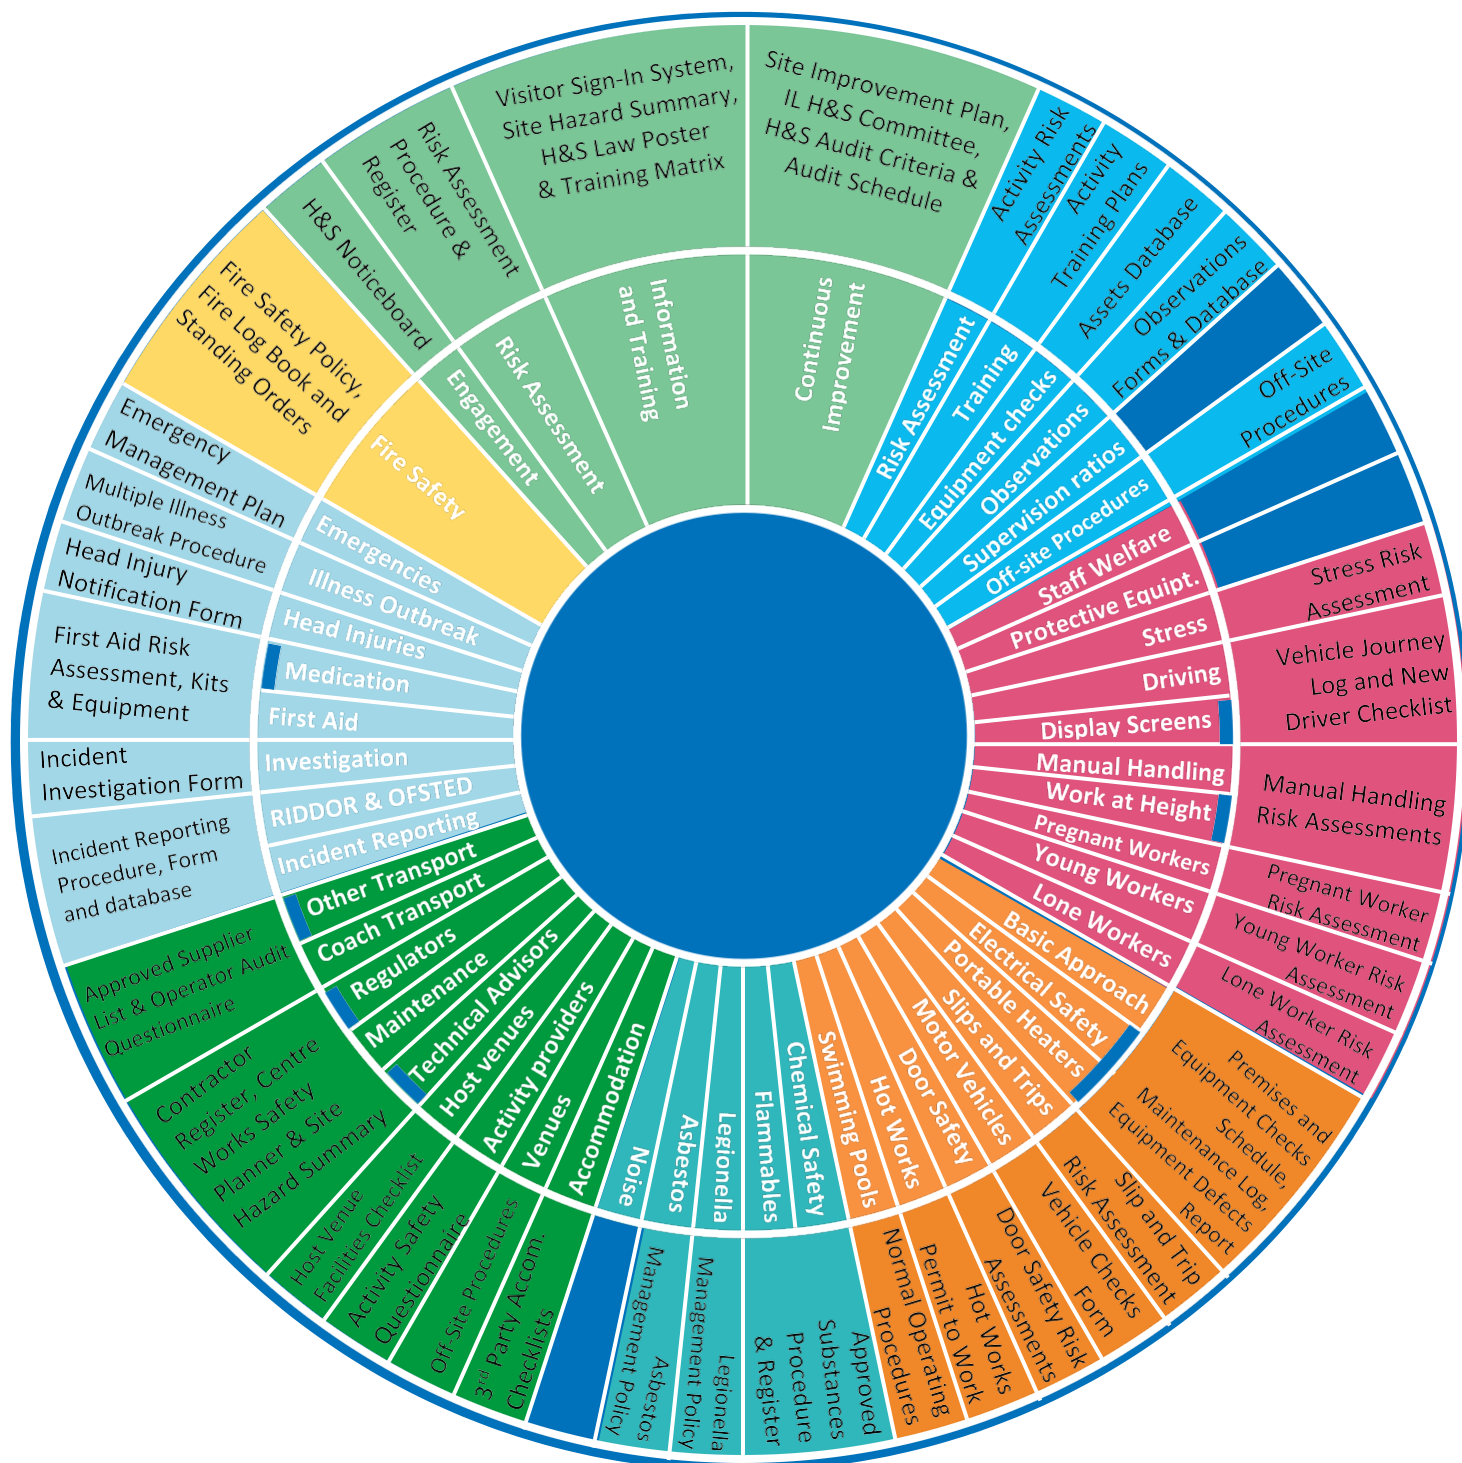 Site Improvement Plan,
IL H&S Committee,
H&S Audit Criteria &
Audit Schedule
Activity Risk
Assessments
Activity
Training Plans
Assets Database
Observations
Forms & Database
Off-Site
Procedures
Stress Risk
Assessment
Vehicle Journey
Log and New
Driver Checklist
Manual Handling
Risk Assessments
Pregnant Worker
Risk Assessment
Young Worker Risk
Assessment
Lone Worker Risk
Assessment
Premises and
Equipment Checks
Schedule,
Maintenance Log,
Equipment Defects
Report
Slip and Trip
Risk Assessment
Vehicle Checks
Form
Door Safety Risk
Assessments
Hot Works
Permit to Work
Normal Operating
Procedures
Approved
Substances
Procedure
& Register
Legionella
Management Policy
Asbestos
Management Policy
3rd Party Accom.
Checklists
Off-Site Procedures
Activity Safety
Questionnaire
Host Venue
Facilities Checklist
Contractor
Register, Centre
Works Safety
Planner & Site
Hazard Summary
Approved Supplier
List & Operator Audit
Questionnaire
Incident Reporting
Procedure, Form
and database
Incident
Investigation Form
First Aid Risk
Assessment, Kits
& Equipment
Head Injury
Notification Form
Multiple Illness
Outbreak Procedure
Emergency
Management Plan
Fire Safety Policy,
Fire Log Book and
Standing Orders
H&S Noticeboard
Risk Assessment
Procedure &
Register
Visitor Sign-In System,
Site Hazard Summary,
H&S Law Poster
& Training Matrix
Continuous
Improvement
Risk Assessment
Training
Equipment checks
Observations
Supervision ratios
Off-site Procedures
Staff Welfare
Protective Equipt.
Stress
Driving
Display Screens
Manual Handling
Work at Height
Pregnant Workers
Young Workers
Lone Workers
Basic Approach
Electrical Safety
Portable Heaters
Slips and Trips
Motor Vehicles
Door Safety
Hot Works
Swimming Pools
Chemical Safety
Flammables
Legionella
Asbestos
Noise
Accommodation
Venues
Activity providers
Host venues
Technical Advisors
Maintenance
Regulators
Coach Transport
Other Transport
Incident Reporting
RIDDOR & OFSTED
Investigation
First Aid
Medication
Head Injuries
Illness Outbreak
Emergencies
Fire Safety
Engagement
Risk Assessment
Information
and Training